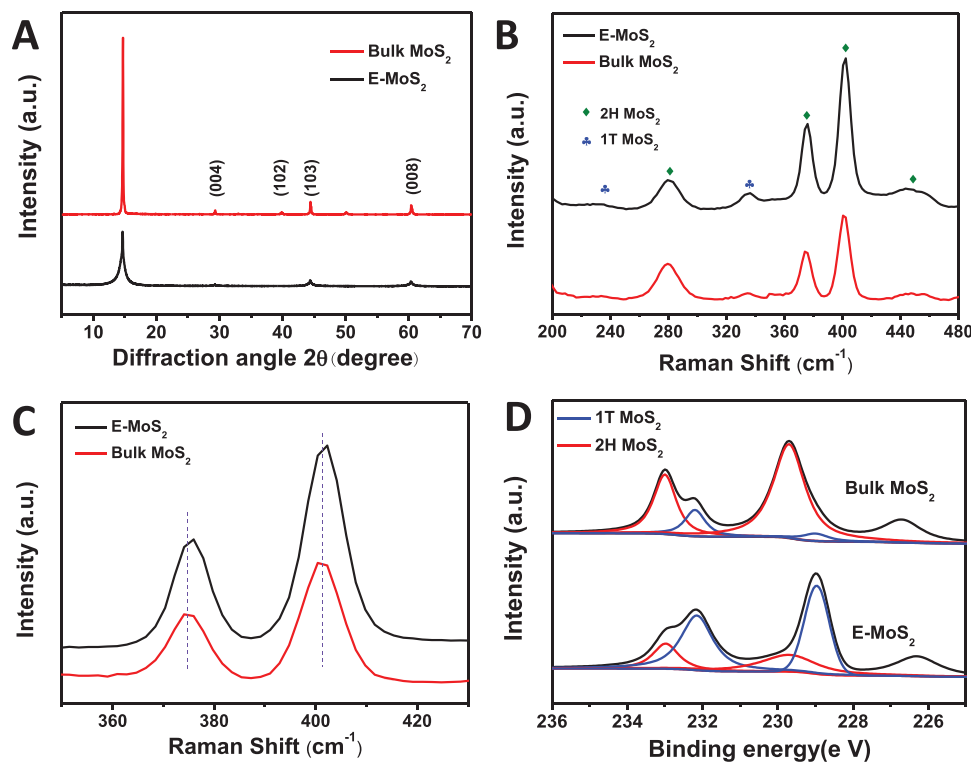 A
Intensity (a.u.)
Bulk MoS2
E-MoS2
(004)
(102)
(103)
(008)
10 20 30 40 50 60 70
Diffraction angle 2θ (degree)
B
Intensity (a.u.)
E-MoS2
Bulk MoS2
2H MoS2
1T MoS2
200 240 280 320 360 400 440 480
Raman Shift (cm-1)
C
Intensity (a.u.)
E-MoS2
Bulk MoS2
360 380 400 420
Raman Shift (cm-1)
D
Intensity (a.u.)
1T MoS2
2H MoS2
Bulk MoS2
E-MoS2
236 234 232 230 228 226
Binding energy(e V)